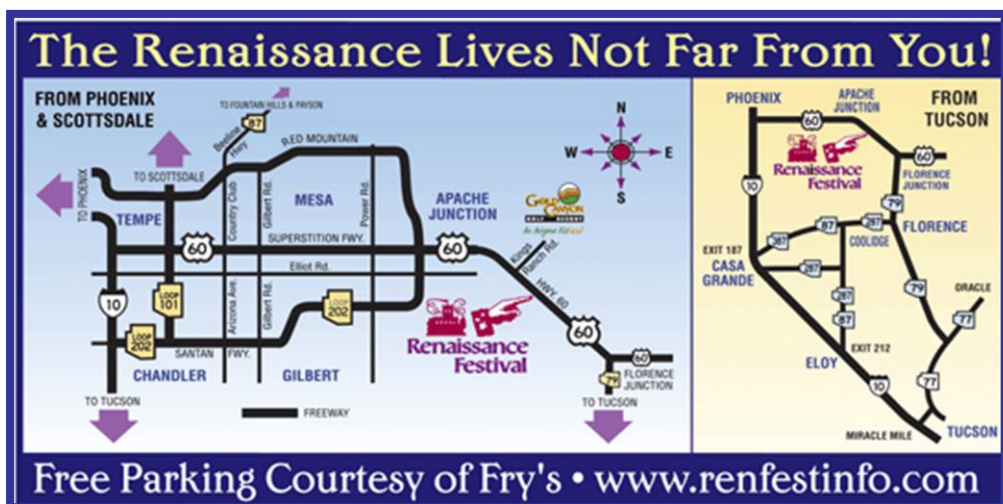 The Renaissance Lives Not Far From You!
FROM PHOENIX
& SCOTTSDALE
TO FOUNTAIN HILLS & PAYSON
87
Beeline
Hwy
RED MOUNTAIN
N
W
E
S
TO PHOENIX
TO SCOTTSDALE
TEMPE
Country Club
Gilbert Rd.
MESA
Power Rd.
APACHE
JUNCTION
GOLD CANYON
GOLF RESORT
60
SUPERSTITION FWY.
60
Kings
Ranch Rd.
Elliot Rd.
HWY. 60
10
LOOP
101
Arizona Ave.
Gilbert Rd.
LOOP
202
Renaissance
Festival
60
LOOP
202
SANTAN
FWY.
60
FLORENCE
JUNCTION
79
CHANDLER
GILBERT
TO TUCSON
FREEWAY
TO TUCSON
PHOENIX
APACHE
JUNCTION
FROM
TUCSON
60
Renaissance
Festival
60
FLORENCE
JUNCTION
10
79
87
287
FLORENCE
387
COOLIDGE
EXIT 187
CASA
GRANDE
287
287
79
ORACLE
87
77
EXIT 212
ELOY
10
77
MIRACLE MILE
TUCSON
Free Parking Courtesy of Fry's • www.renfestinfo.com